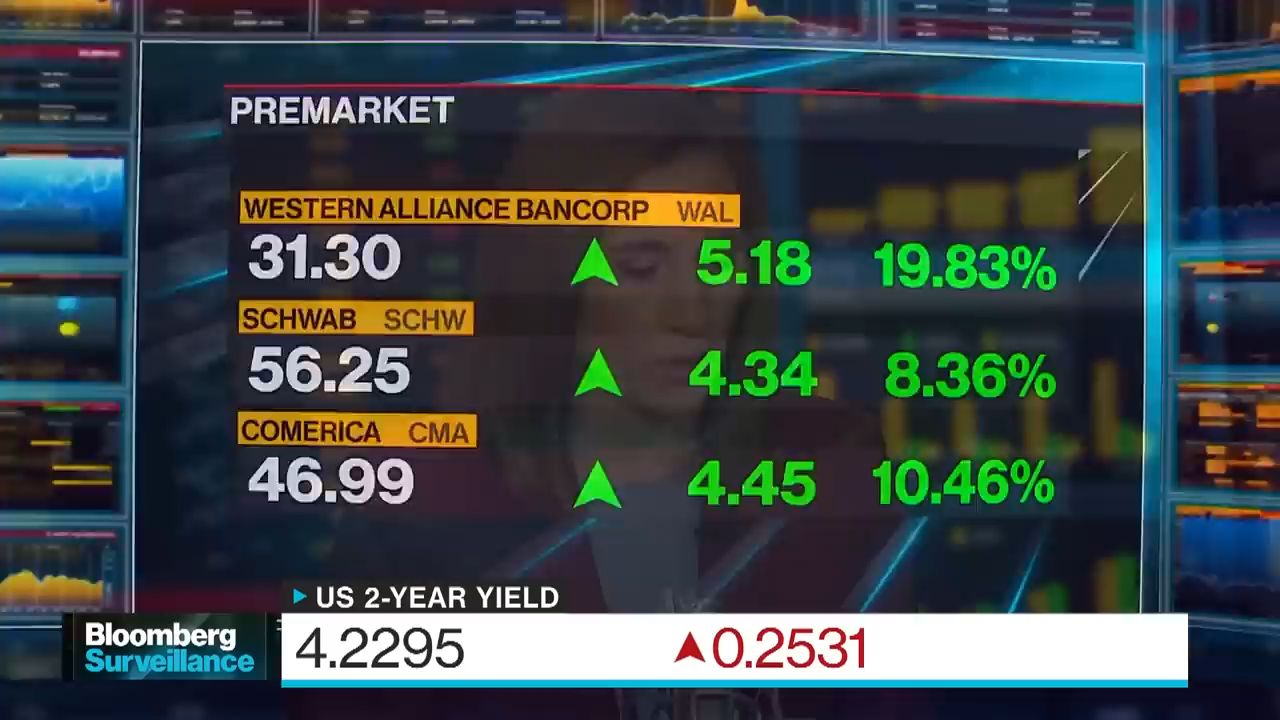 PREMARKET
WESTERN ALLIANCE BANCORP WAL
31.30 ▲ 5.18 19.83%
SCHWAB SCHW
56.25 ▲ 4.34 8.36%
COMERICA CMA
46.99 ▲ 4.45 10.46%
US 2-YEAR YIELD
Bloomberg
Surveillance
4.2295 ▲0.2531